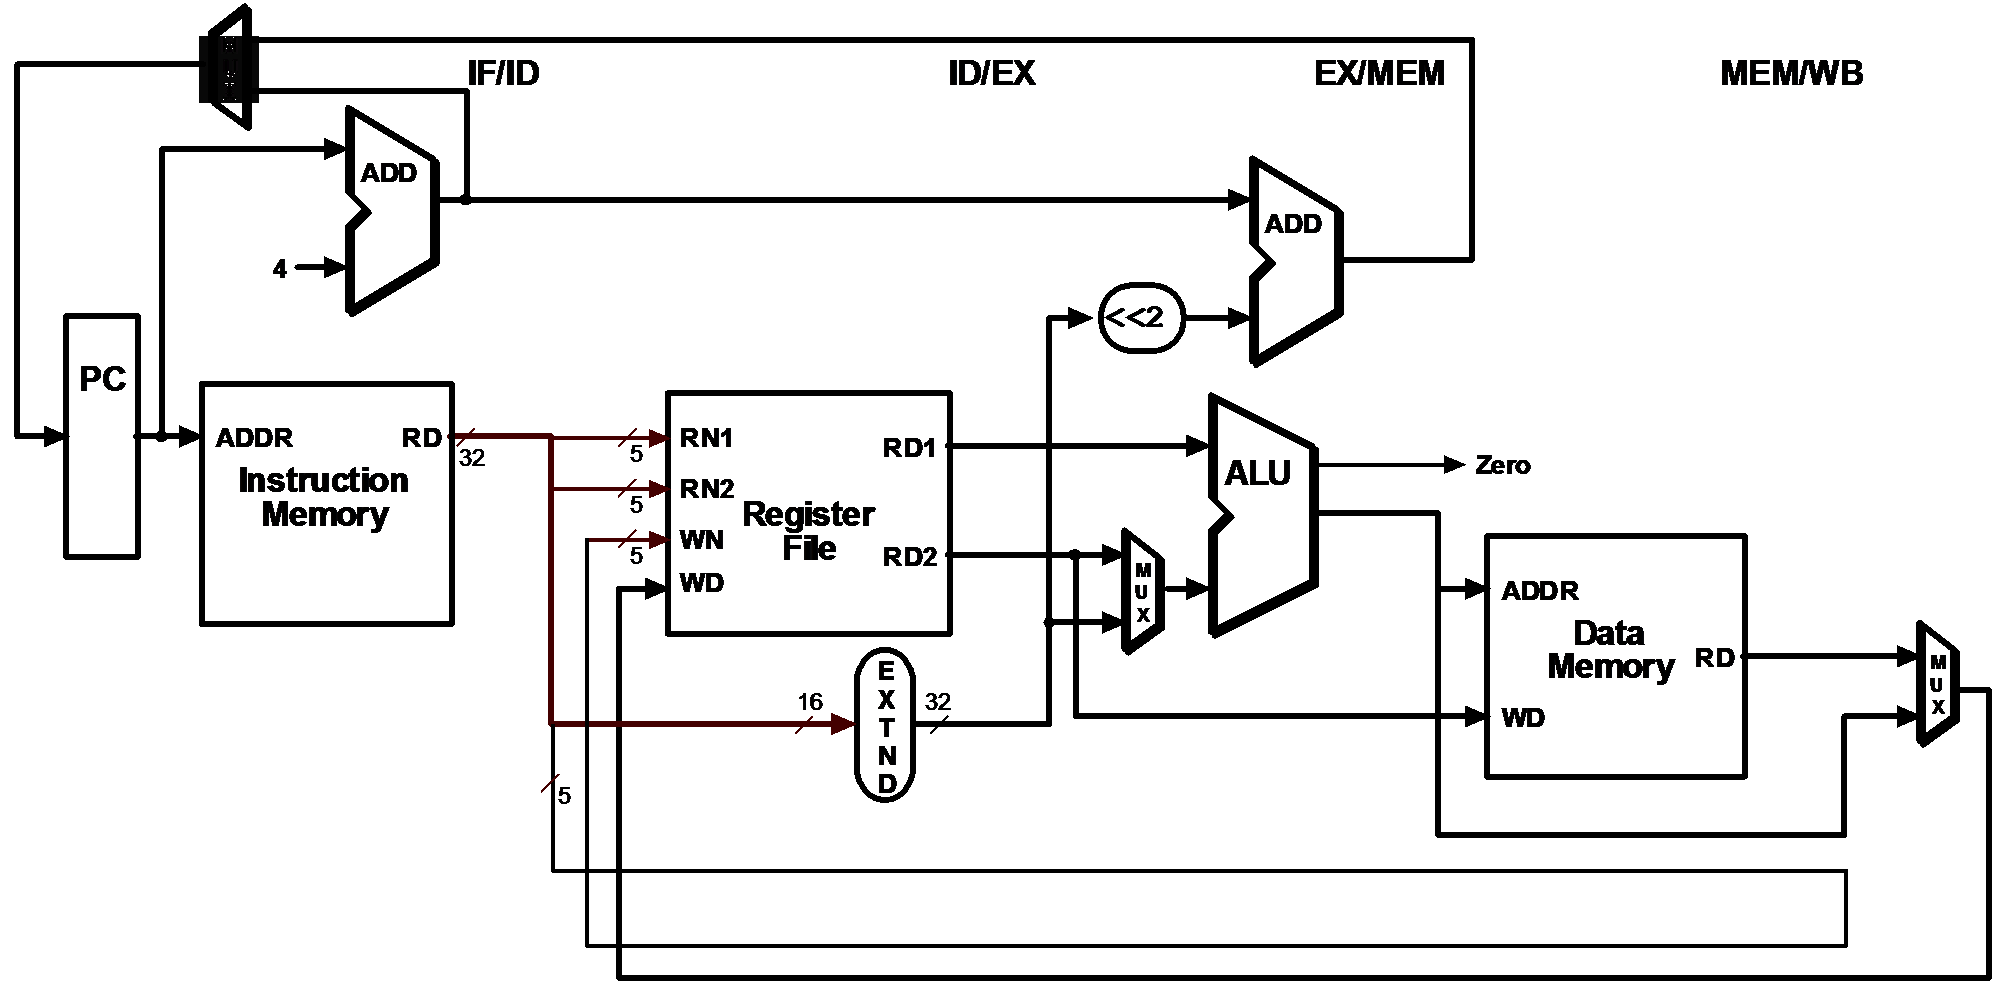 IF/ID
ID/EX
EX/MEM
MEM/WB
ADD
4
ADD
<<2
PC
ADDR
RD
32
Instruction
Memory
RN1
5
RN2
5
WN
5
WD
Register
File
RD1
RD2
ALU
Zero
M
U
X
ADDR
Data
Memory
RD
WD
M
U
X
16
E
X
T
N
D
32
5